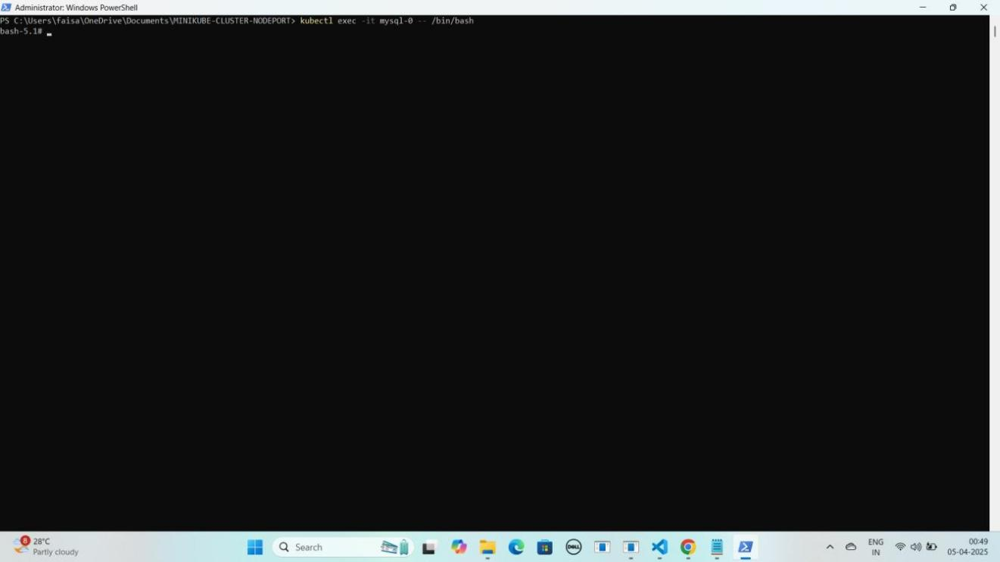 Administrator: Windows PowerShell
PS C:\Users\faisa\OneDrive\Documents\MINIKUBE-CLUSTER-NODEPORT> kubectl exec -it mysql-0 -- /bin/bash
bash-5.1#
8
28°C
Partly cloudy
Search
DELL
ENG
IN
00:49
05-04-2025